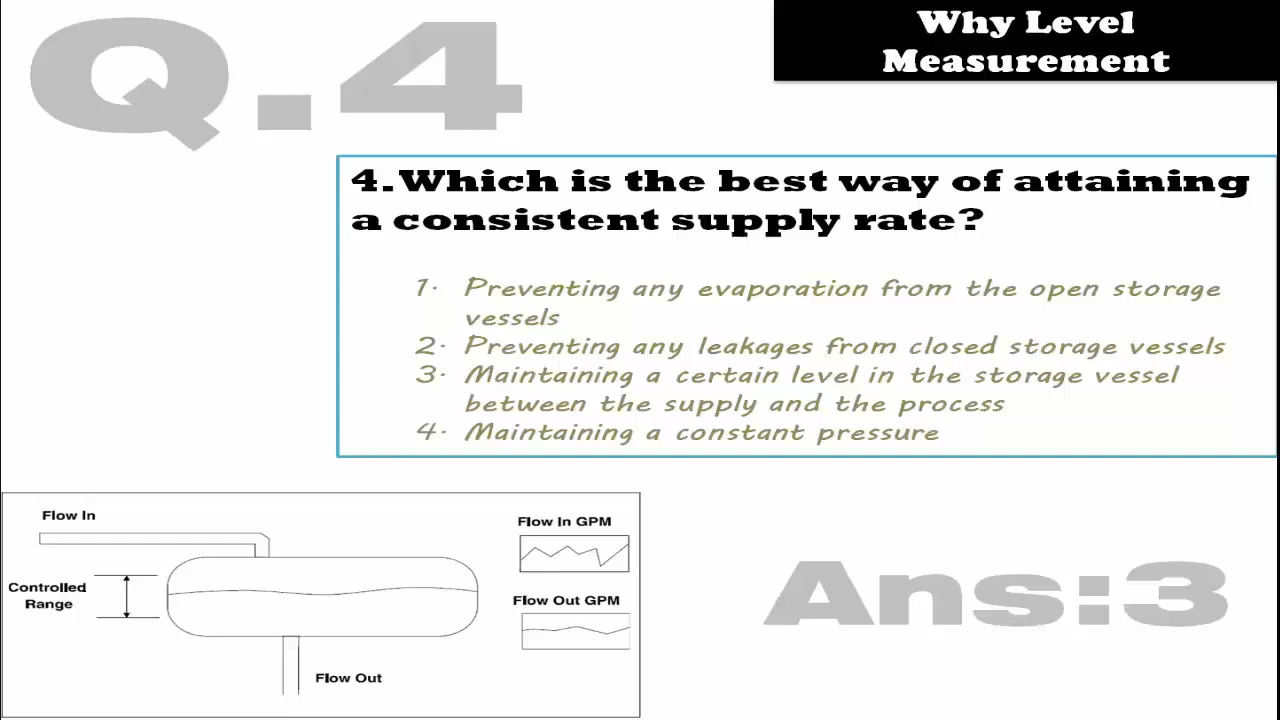 Q.4
Why Level
Measurement
4. Which is the best way of attaining
a consistent supply rate?
1. Preventing any evaporation from the open storage
vessels
2. Preventing any leakages from closed storage vessels
3. Maintaining a certain level in the storage vessel
between the supply and the process
4. Maintaining a constant pressure
Flow In
Flow In GPM
Controlled
Range
Flow Out GPM
Flow Out
Ans:3